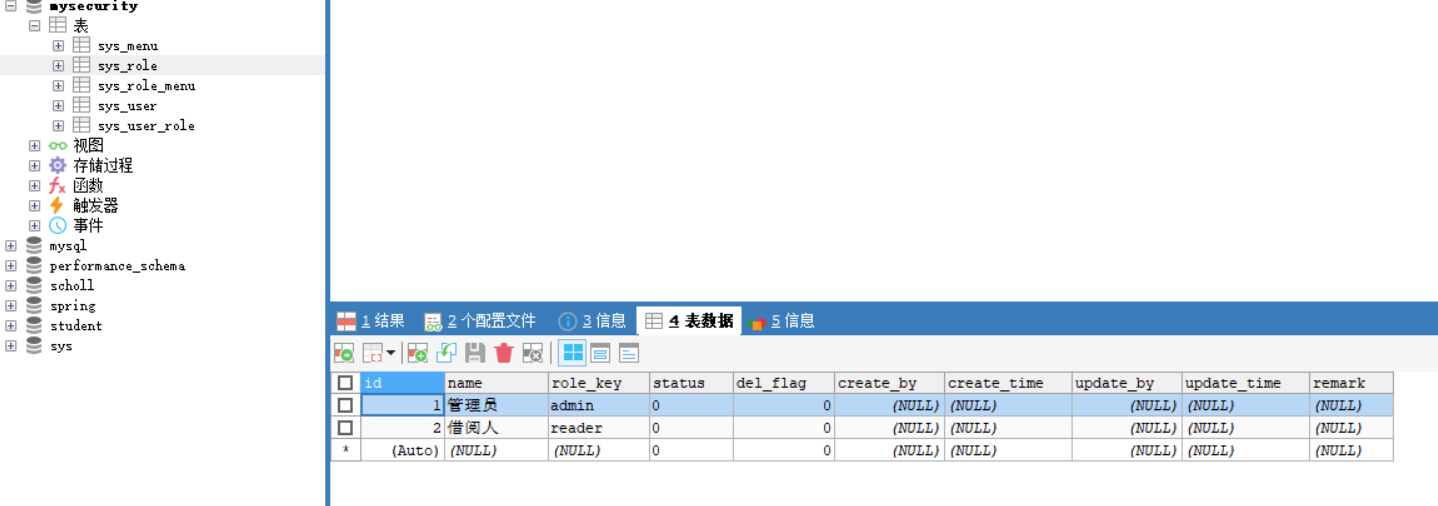 mysecurity
表
sys_menu
sys_role
sys_role_menu
sys_user
sys_user_role
视图
存储过程
函数
触发器
事件
mysql
performance_schema
scholl
spring
student
sys
1 结果 2 个配置文件 3 信息 4 表数据 5 信息
id name role_key status del_flag create_by create_time update_by update_time remark
1 管理员 admin 0 0 (NULL) (NULL) (NULL) (NULL) (NULL)
2 借阅人 reader 0 0 (NULL) (NULL) (NULL) (NULL) (NULL)
* (Auto) (NULL) (NULL) 0 0 (NULL) (NULL) (NULL) (NULL) (NULL)